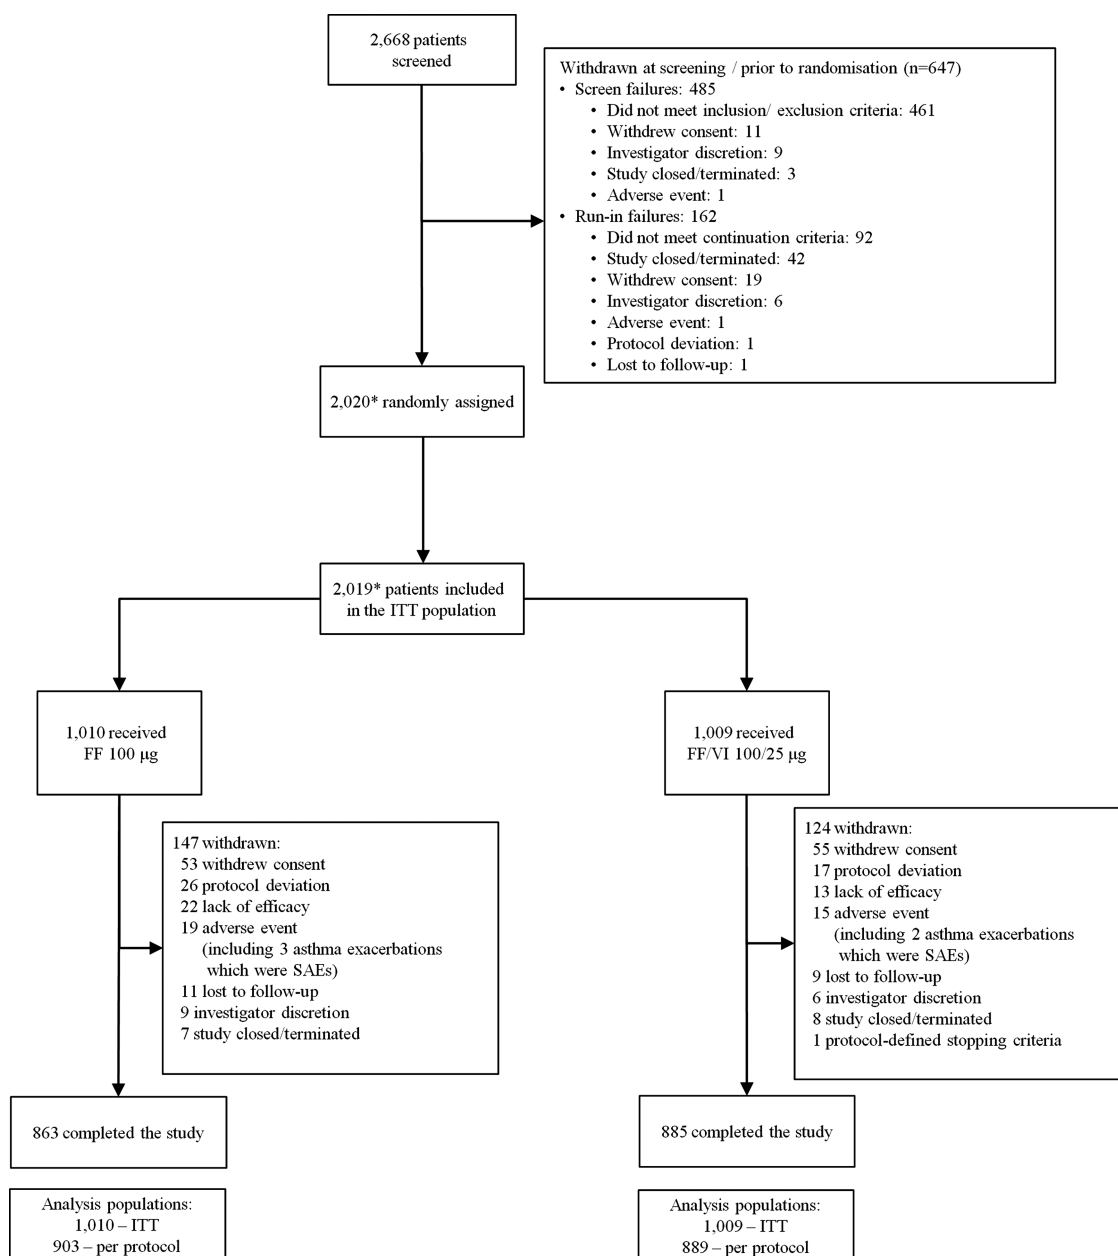 2,668 patients
screened
Withdrawn at screening / prior to randomisation (n=647)
• Screen failures: 485
• Did not meet inclusion/ exclusion criteria: 461
• Withdrew consent: 11
• Investigator discretion: 9
• Study closed/terminated: 3
• Adverse event: 1
• Run-in failures: 162
• Did not meet continuation criteria: 92
• Study closed/terminated: 42
• Withdrew consent: 19
• Investigator discretion: 6
• Adverse event: 1
• Protocol deviation: 1
• Lost to follow-up: 1
2,020* randomly assigned
2,019* patients included
in the ITT population
1,010 received
FF 100 µg
1,009 received
FF/VI 100/25 µg
147 withdrawn:
53 withdrew consent
26 protocol deviation
22 lack of efficacy
19 adverse event
(including 3 asthma exacerbations
which were SAEs)
11 lost to follow-up
9 investigator discretion
7 study closed/terminated
124 withdrawn:
55 withdrew consent
17 protocol deviation
13 lack of efficacy
15 adverse event
(including 2 asthma exacerbations
which were SAEs)
9 lost to follow-up
6 investigator discretion
8 study closed/terminated
1 protocol-defined stopping criteria
863 completed the study
885 completed the study
Analysis populations:
1,010 – ITT
903 – per protocol
Analysis populations:
1,009 – ITT
889 – per protocol